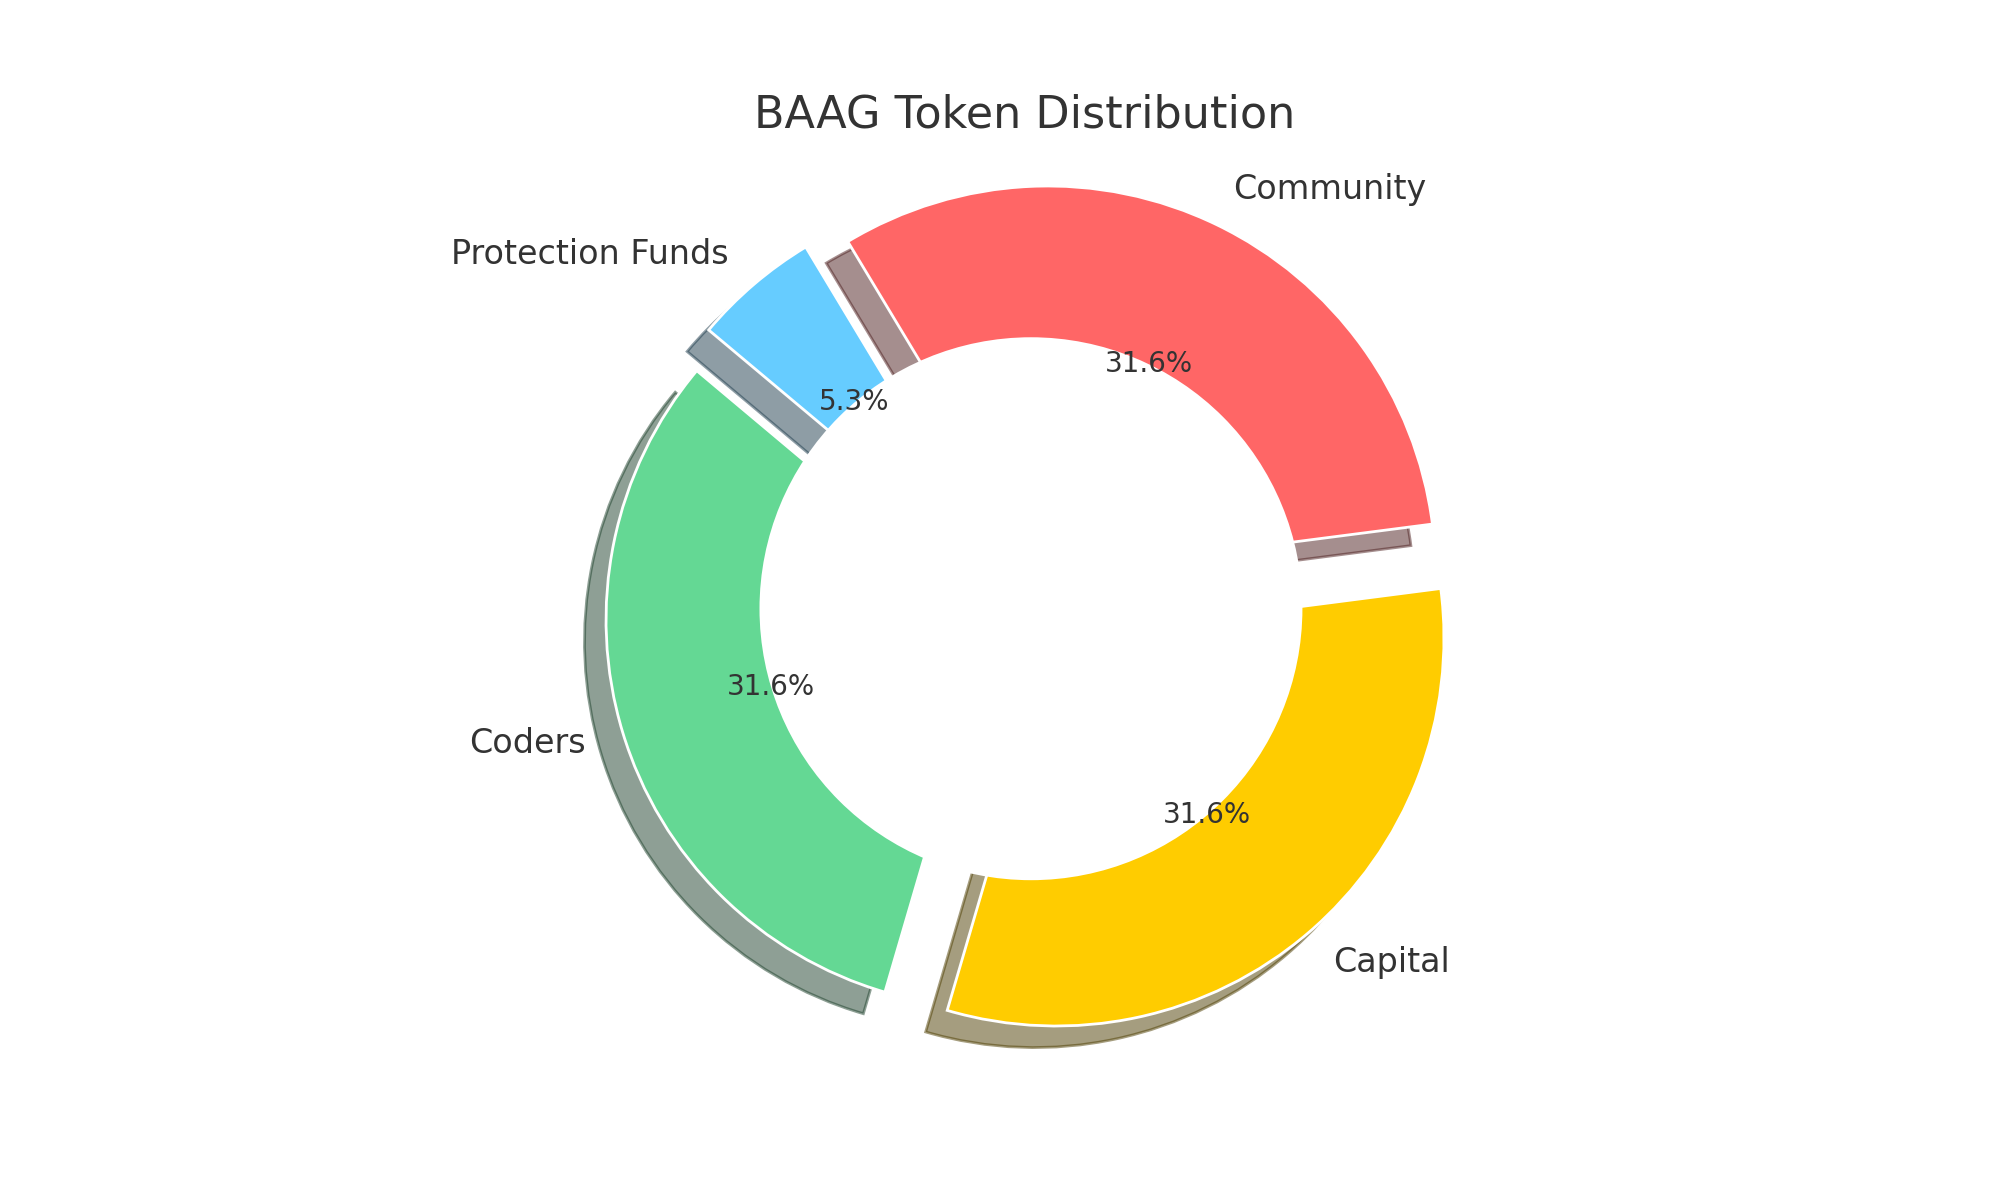 BAAG Token Distribution
Community
Protection Funds
31.6%
5.3%
31.6%
Coders
31.6%
Capital